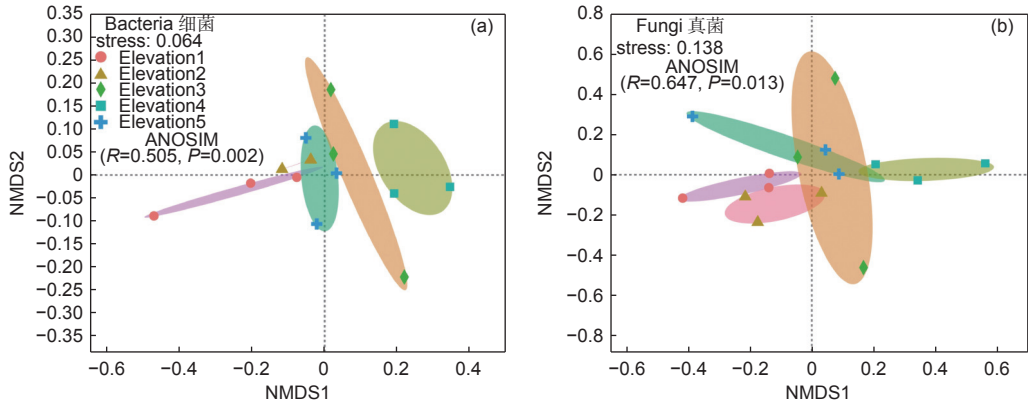 Bacteria 细菌
(a)
stress: 0.064
Elevation1
Elevation2
Elevation3
Elevation4
Elevation5
ANOSIM
(R=0.505, P=0.002)
0.35
0.30
0.25
0.20
0.15
0.10
0.05
0
−0.05
−0.10
−0.15
−0.20
−0.25
−0.30
−0.35
NMDS2
−0.6
−0.4
−0.2
0
0.2
0.4
NMDS1
Fungi 真菌
(b)
stress: 0.138
ANOSIM
(R=0.647, P=0.013)
0.8
0.6
0.4
0.2
0
−0.2
−0.4
−0.6
−0.8
NMDS2
−0.6
−0.4
−0.2
0
0.2
0.4
0.6
NMDS1